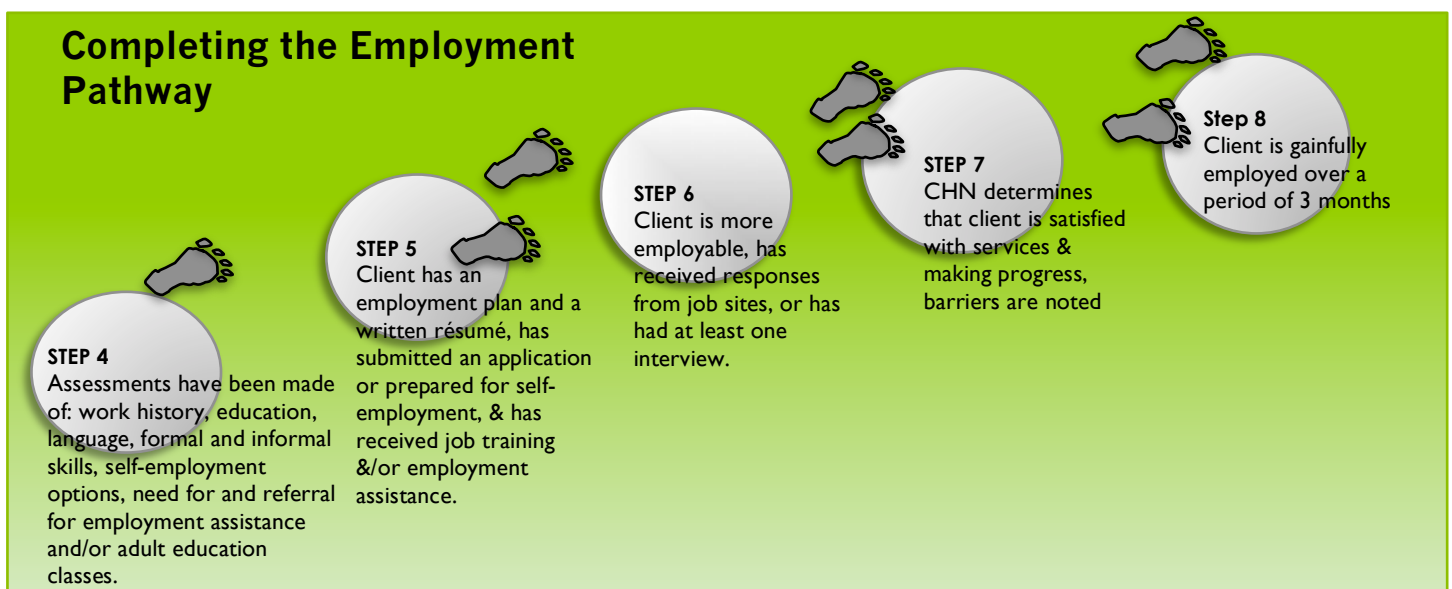 Completing the Employment
Pathway
STEP 4
Assessments have been made
of: work history, education,
language, formal and informal
skills, self-employment
options, need for and referral
for employment assistance
and/or adult education
classes.
STEP 5
Client has an
employment plan and a
written résumé, has
submitted an application
or prepared for self-
employment, & has
received job training
&/or employment
assistance.
STEP 6
Client is more
employable, has
received responses
from job sites, or has
had at least one
interview.
STEP 7
CHN determines
that client is satisfied
with services &
making progress,
barriers are noted
Step 8
Client is gainfully
employed over a
period of 3 months